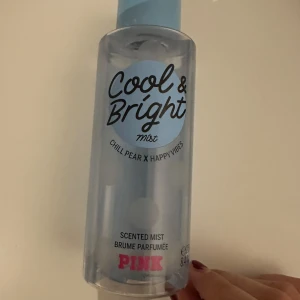 Cool &
Bright
mist
CHILL PEAR X HAPPY VIBES
SCENTED MIST
BRUME PARFUMÉE
PINK